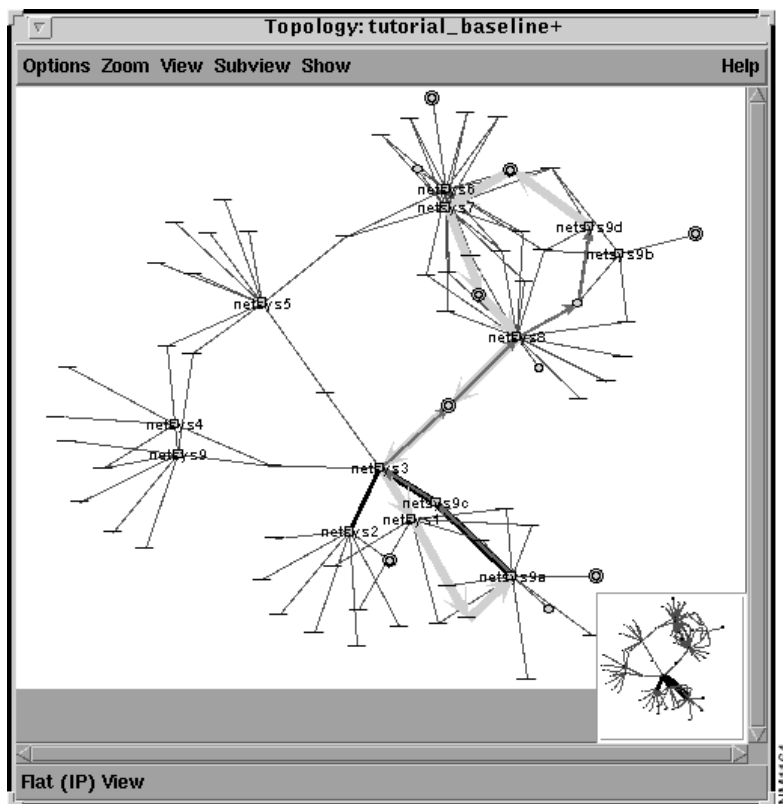 Topology: tutorial_baseline+
Options Zoom View Subview Show Help
netsys6
netsys7
netsys9d
netsys9b
netsys5
netsys8
netsys4
netsys9
netsys3
netsys9c
netsys1
netsys2
netsys9a
Flat (IP) View